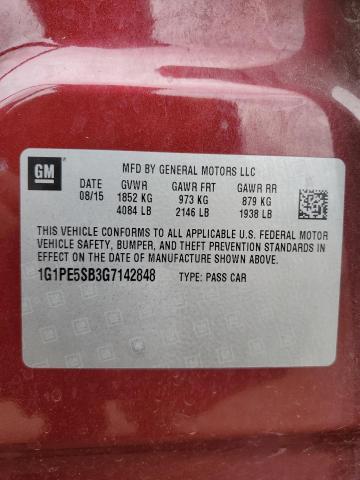 GM
MFD BY GENERAL MOTORS LLC
DATE GVWR GAWR FRT GAWR RR
08/15 1852 KG 973 KG 879 KG
4084 LB 2146 LB 1938 LB
THIS VEHICLE CONFORMS TO ALL APPLICABLE U.S. FEDERAL MOTOR
VEHICLE SAFETY, BUMPER, AND THEFT PREVENTION STANDARDS IN
EFFECT ON THE DATE OF MANUFACTURE SHOWN ABOVE.
1G1PE5SB3G7142848 TYPE: PASS CAR